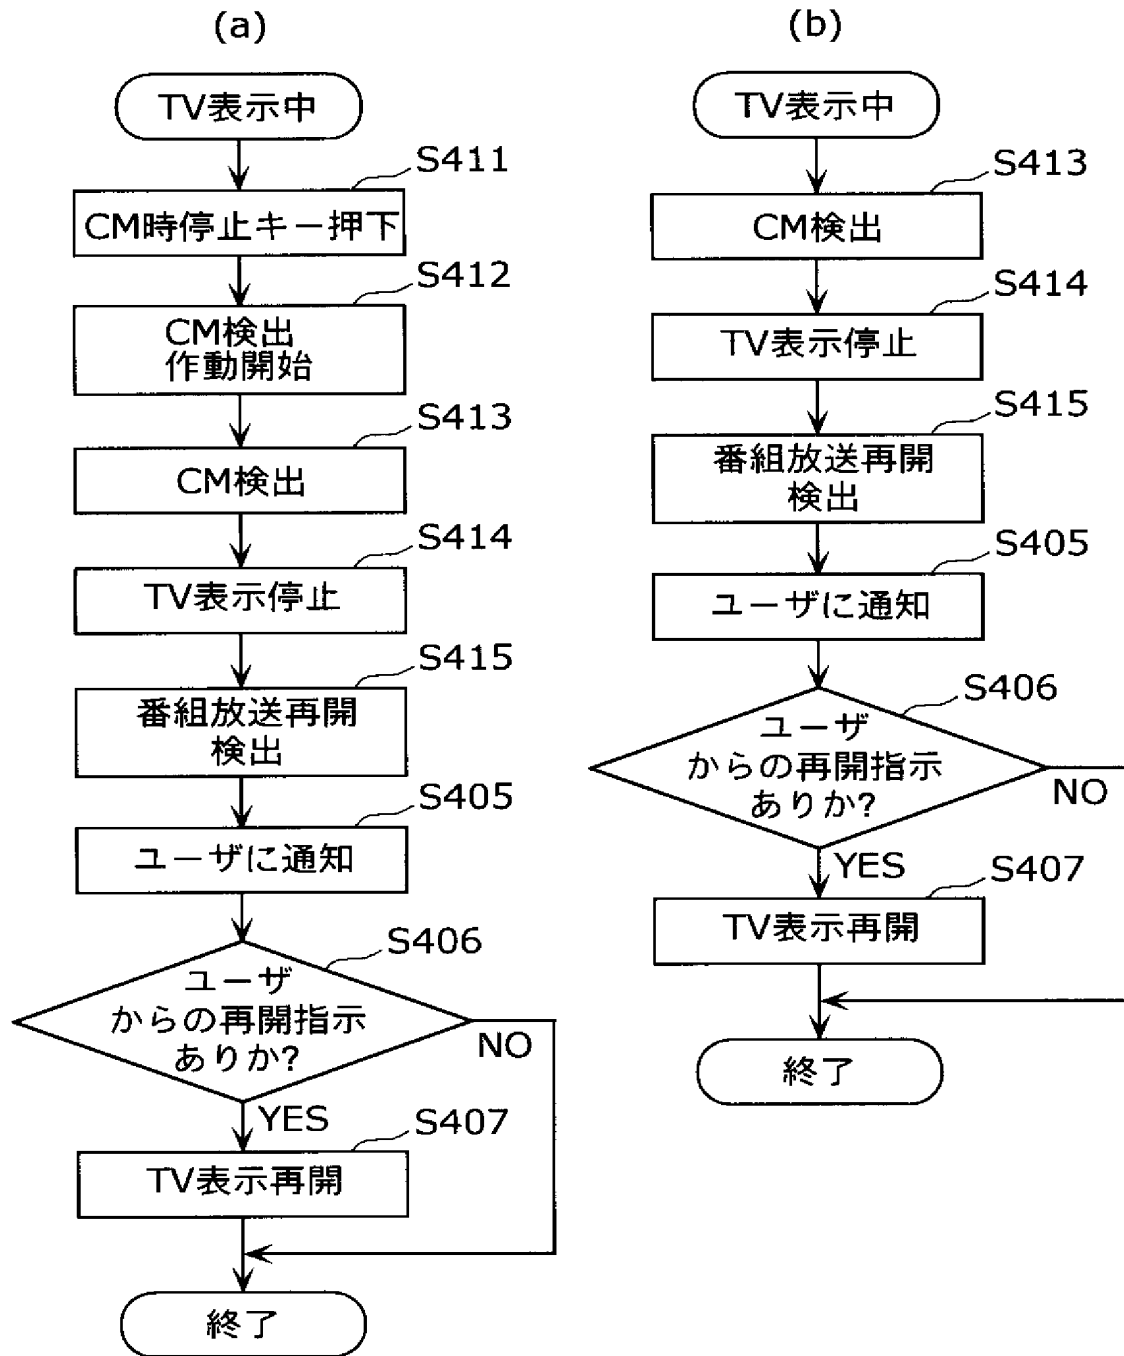 (a)
TV表示中
S411
CM時停止キー押下
S412
CM検出
作動開始
S413
CM検出
S414
TV表示停止
S415
番組放送再開
検出
S405
ユーザに通知
S406
ユーザ
からの再開指示
ありか?
NO
YES
S407
TV表示再開
終了
(b)
TV表示中
S413
CM検出
S414
TV表示停止
S415
番組放送再開
検出
S405
ユーザに通知
S406
ユーザ
からの再開指示
ありか?
NO
YES
S407
TV表示再開
終了